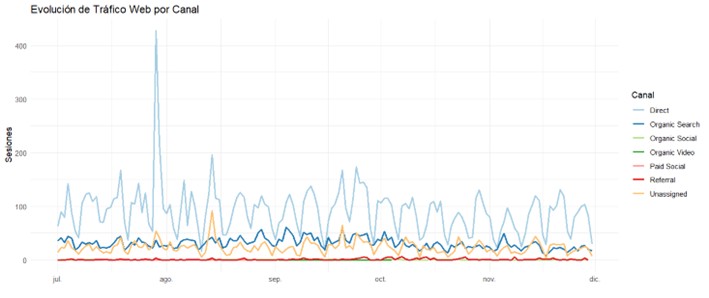 Evolución de Tráfico Web por Canal
Sesiones
400
300
200
100
0
jul.
ago.
sep.
oct.
nov.
dic.
Canal
Direct
Organic Search
Organic Social
Organic Video
Paid Social
Referral
Unassigned